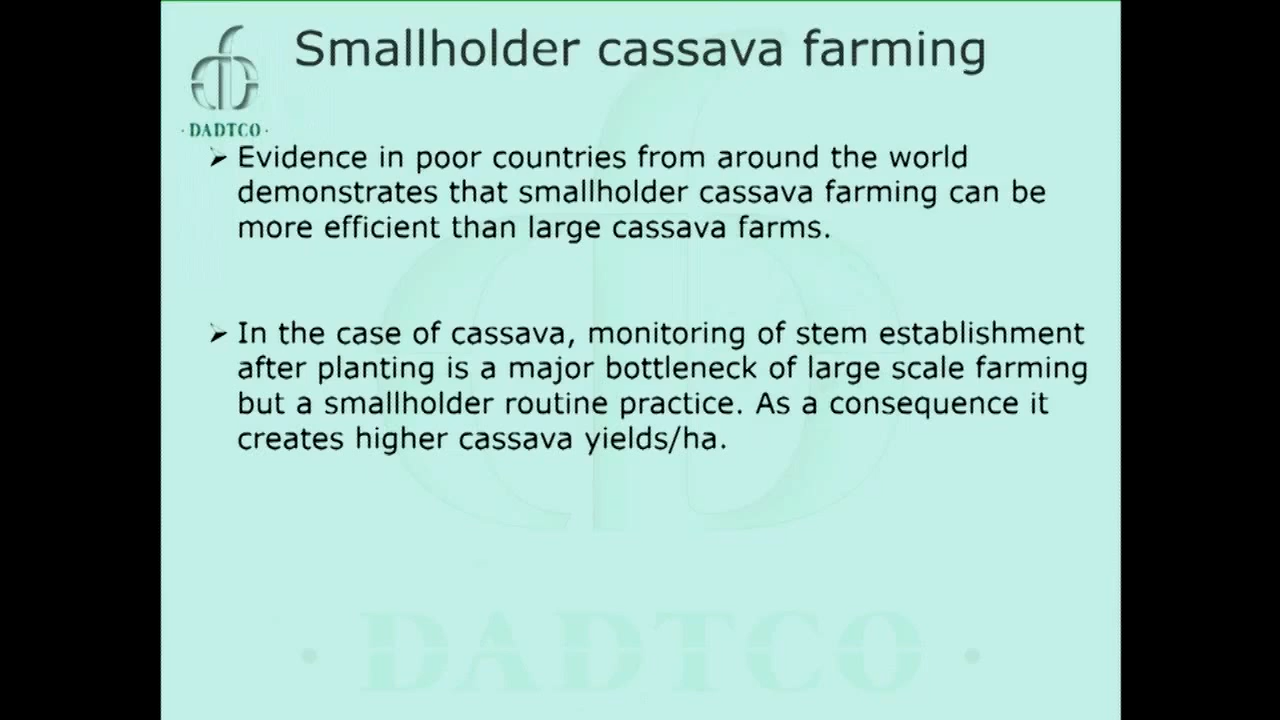 Smallholder cassava farming
· DADTCO ·
➢ Evidence in poor countries from around the world
demonstrates that smallholder cassava farming can be
more efficient than large cassava farms.
➢ In the case of cassava, monitoring of stem establishment
after planting is a major bottleneck of large scale farming
but a smallholder routine practice. As a consequence it
creates higher cassava yields/ha.
· DADTCO ·